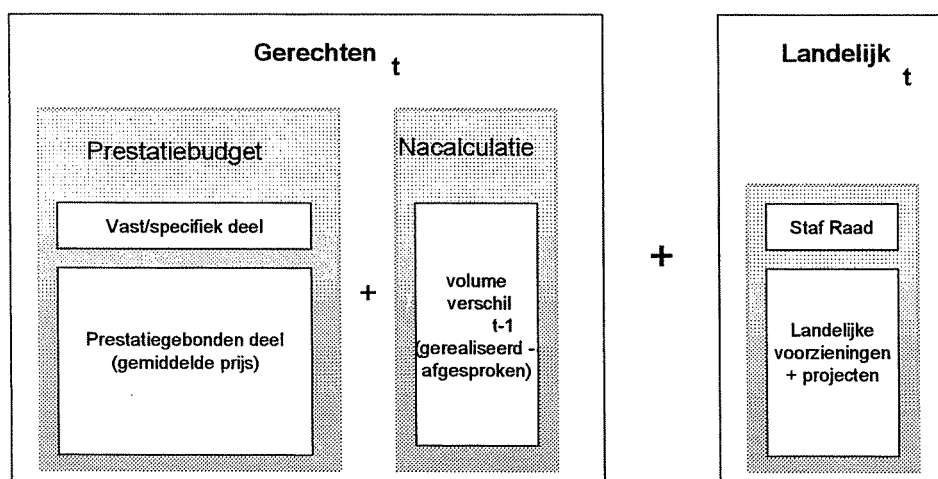 Gerechten t
Prestatiebudget
Vast/specifiek deel
Prestatiegebonden deel
(gemiddelde prijs)
+
Nacalculatie
volume
verschil
t-1
(gerealiseerd -
afgesproken)
+
Landelijk t
Staf Raad
Landelijke
voorzieningen
+ projecten